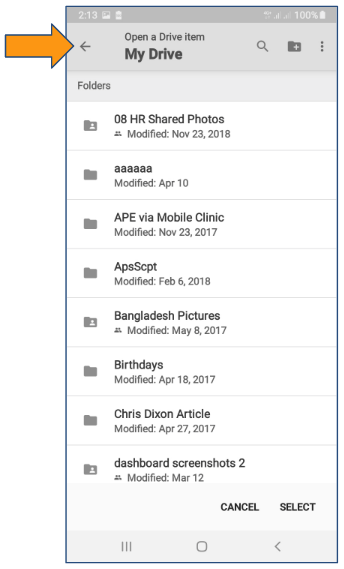 2:13 100%
Open a Drive item
My Drive
Folders
08 HR Shared Photos
Modified: Nov 23, 2018
aaaaaa
Modified: Apr 10
APE via Mobile Clinic
Modified: Nov 23, 2017
ApsScpt
Modified: Feb 6, 2018
Bangladesh Pictures
Modified: May 8, 2017
Birthdays
Modified: Apr 18, 2017
Chris Dixon Article
Modified: Apr 27, 2017
dashboard screenshots 2
Modified: Mar 12
CANCEL SELECT